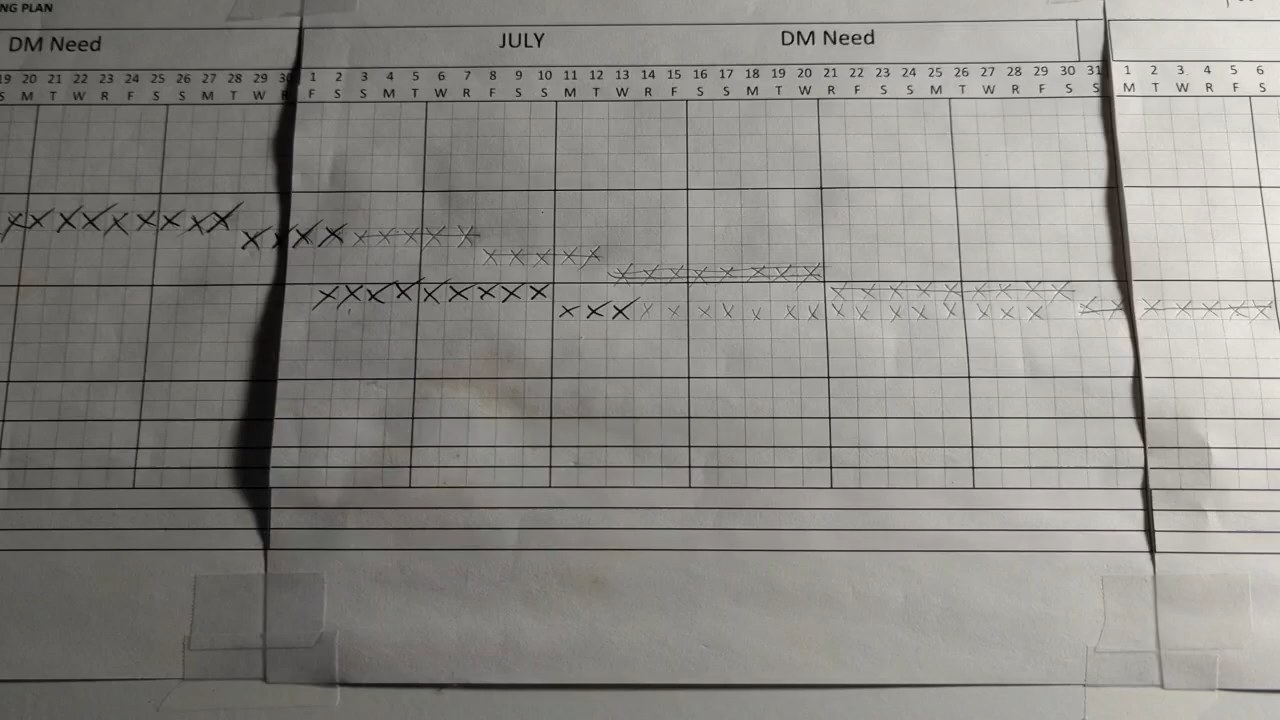 NG PLAN
DM Need JULY DM Need
19 20 21 22 23 24 25 26 27 28 29 30 1 2 3 4 5 6 7 8 9 10 11 12 13 14 15 16 17 18 19 20 21 22 23 24 25 26 27 28 29 30 31 1 2 3 4 5 6
S M T W R F S S M T W R F S S M T W R F S S M T W R F S S M T W R F S S M T W R F S S M T W R F S
X X X X X X X X X
X X X X X X X X X
X X X X X
X X X X X X X X
X X X X X X X X X X X X X X X X X X
X X X X X X X X X X X X X X X X X X X X X X X X X X